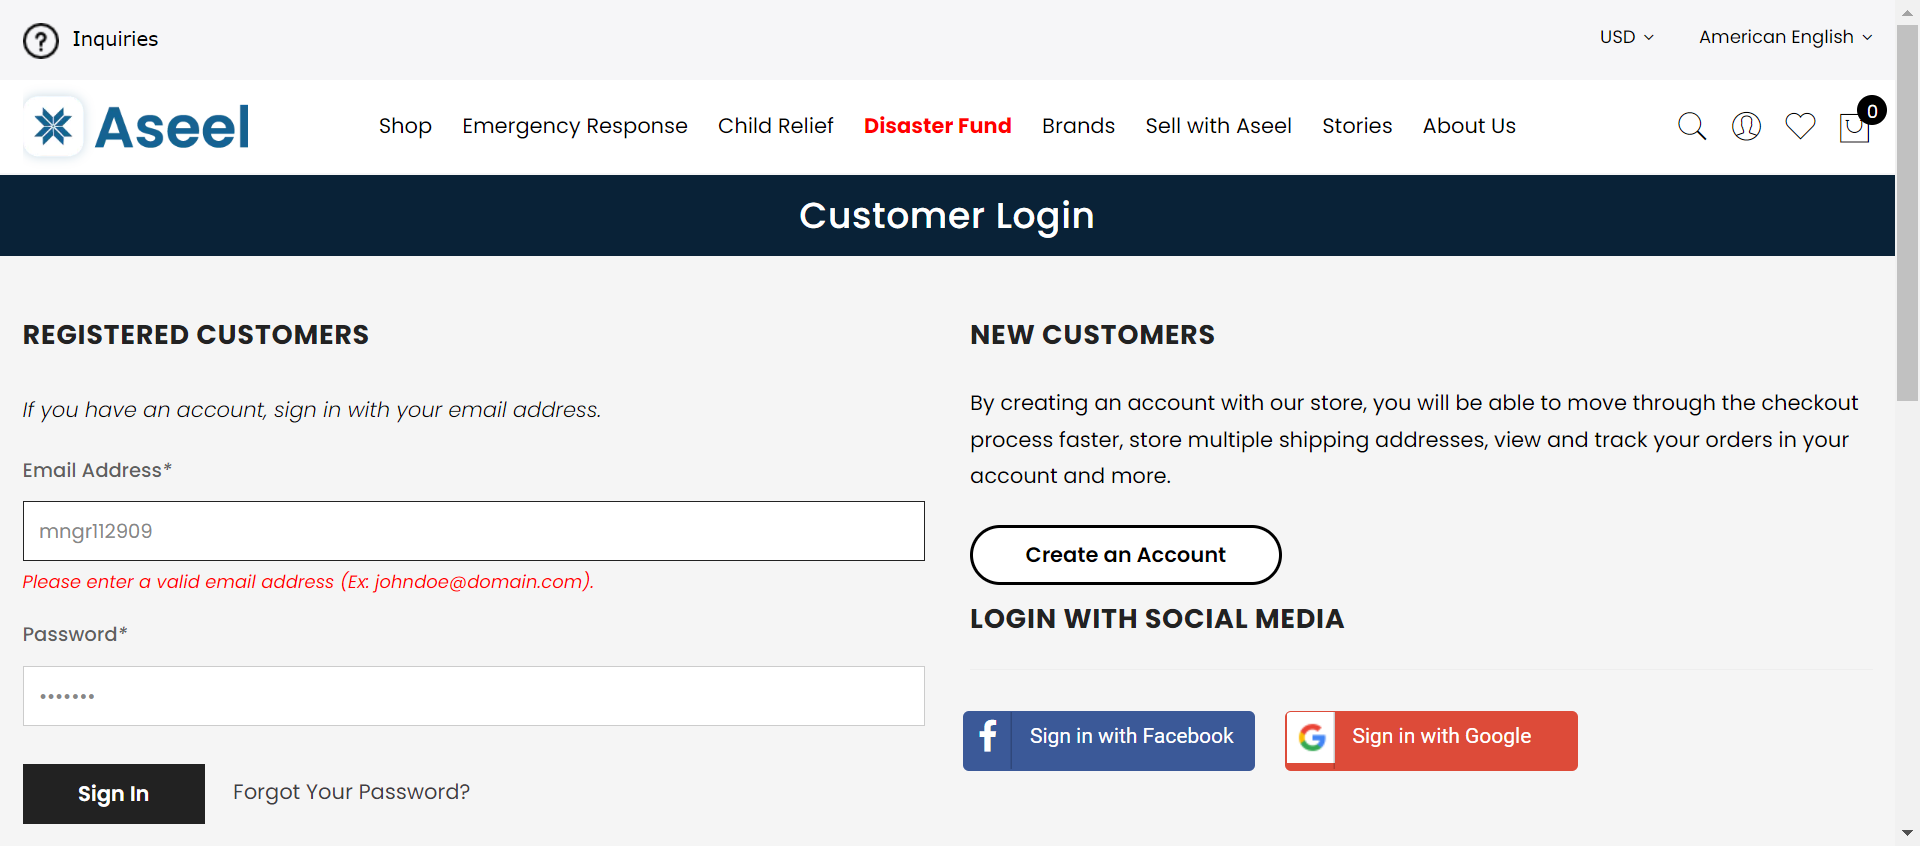 ? Inquiries
USD
American English
Aseel
Shop Emergency Response Child Relief Disaster Fund Brands Sell with Aseel Stories About Us
0
Customer Login
REGISTERED CUSTOMERS
If you have an account, sign in with your email address.
Email Address*
mngr112909
Please enter a valid email address (Ex: johndoe@domain.com).
Password*
•••••••
Sign In
Forgot Your Password?
NEW CUSTOMERS
By creating an account with our store, you will be able to move through the checkout
process faster, store multiple shipping addresses, view and track your orders in your
account and more.
Create an Account
LOGIN WITH SOCIAL MEDIA
f Sign in with Facebook
G Sign in with Google